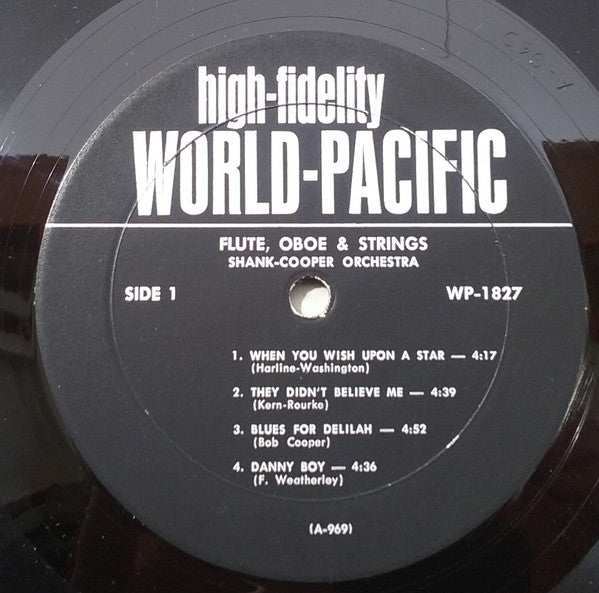 high-fidelity
WORLD-PACIFIC
FLUTE, OBOE & STRINGS
SHANK-COOPER ORCHESTRA
SIDE 1
WP-1827
1. WHEN YOU WISH UPON A STAR — 4:17
(Harline-Washington)
2. THEY DIDN'T BELIEVE ME — 4:39
(Kern-Rourke)
3. BLUES FOR DELILAH — 4:52
(Bob Cooper)
4. DANNY BOY — 4:36
(F. Weatherley)
(A-969)